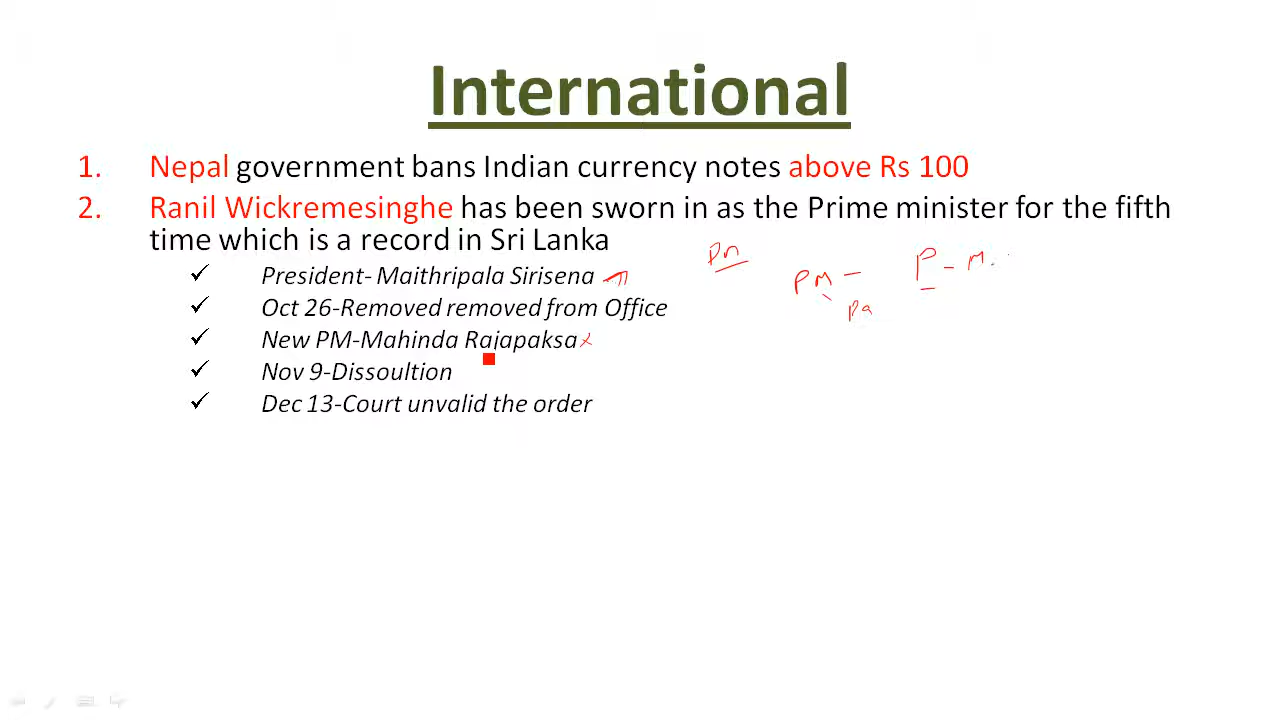 International
1. Nepal government bans Indian currency notes above Rs 100
2. Ranil Wickremesinghe has been sworn in as the Prime minister for the fifth
time which is a record in Sri Lanka
✓ President- Maithripala Sirisena
✓ Oct 26-Removed removed from Office
✓ New PM-Mahinda Rajapaksa x
✓ Nov 9-Dissoultion
✓ Dec 13-Court unvalid the order
PM
PM -
Pa
P - M.